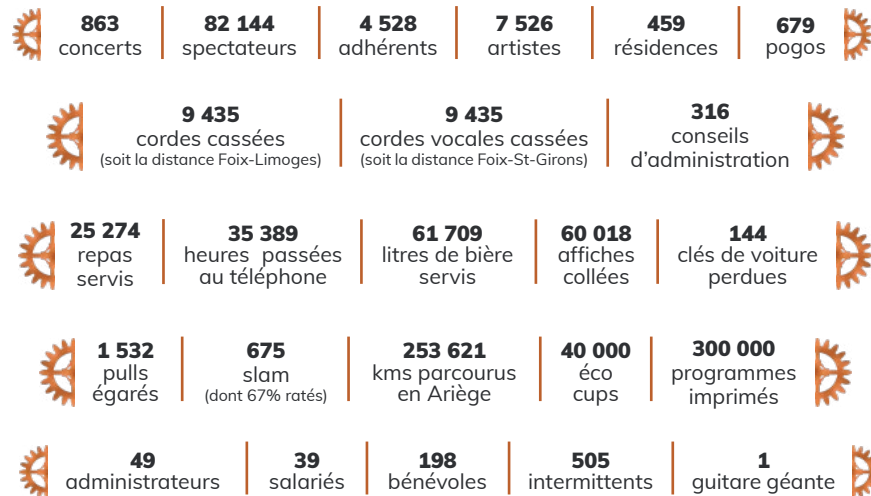 863 82 144 4 528 7 526 459 679
concerts spectateurs adhérents artistes résidences pogos
9 435 9 435 316
cordes cassées cordes vocales cassées conseils
(soit la distance Foix-Limoges) (soit la distance Foix-St-Girons) d'administration
25 274 35 389 61 709 60 018 144
repas heures passées litres de bière affiches clés de voiture
servis au téléphone servis collées perdues
1 532 675 253 621 40 000 300 000
pulls slam kms parcourus éco programmes
égarés (dont 67% ratés) en Ariège cups imprimés
49 39 198 505 1
administrateurs salariés bénévoles intermittents guitare géante